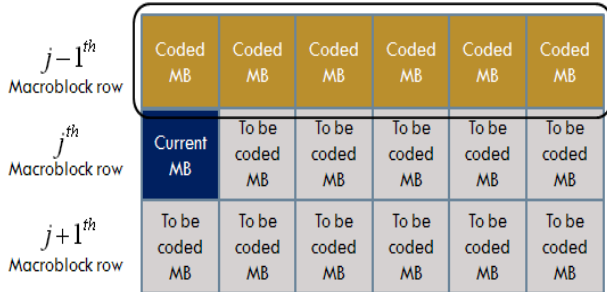 j−1th
Macroblock row
Coded MB Coded MB Coded MB Coded MB Coded MB Coded MB
jth
Macroblock row
Current MB To be coded MB To be coded MB To be coded MB To be coded MB To be coded MB
j+1th
Macroblock row
To be coded MB To be coded MB To be coded MB To be coded MB To be coded MB To be coded MB